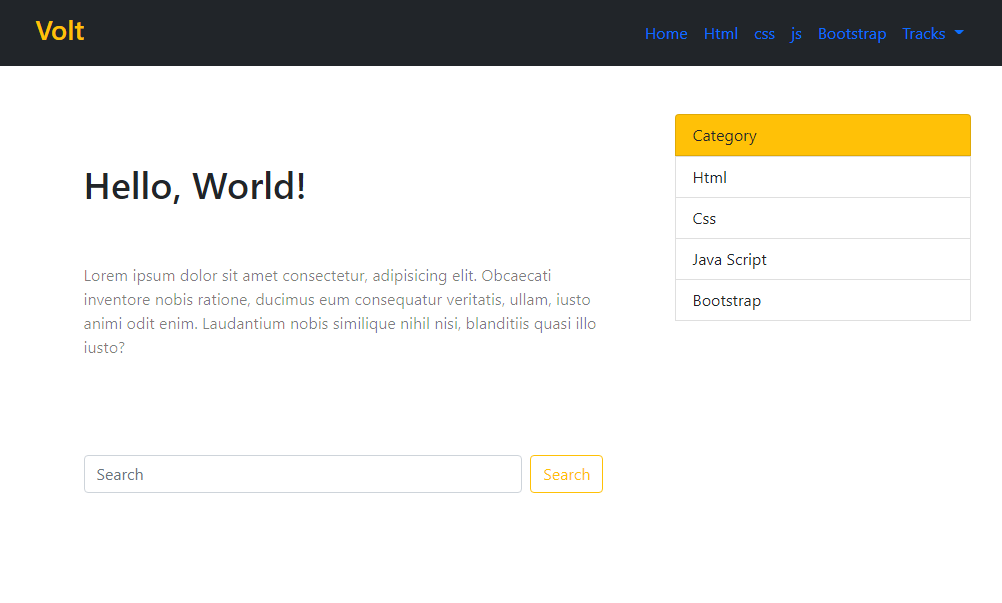 Volt
Home Html css js Bootstrap Tracks
Hello, World!
Lorem ipsum dolor sit amet consectetur, adipisicing elit. Obcaecati
inventore nobis ratione, ducimus eum consequatur veritatis, ullam, iusto
animi odit enim. Laudantium nobis similique nihil nisi, blanditiis quasi illo
iusto?
Search
Search
Category
Html
Css
Java Script
Bootstrap